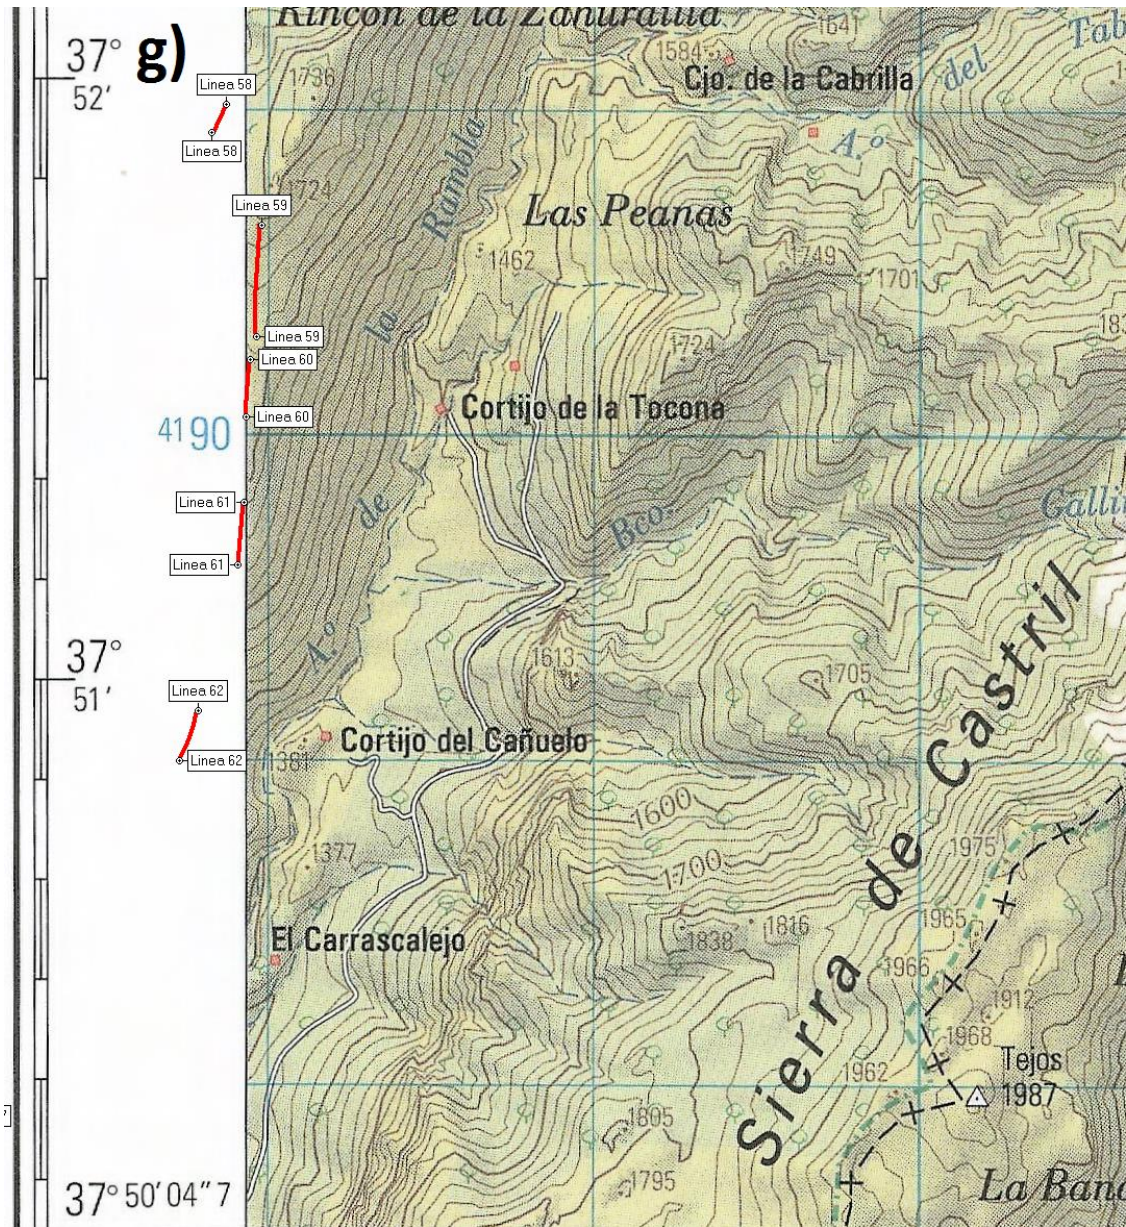 Rincón de la Zahurdilla
g)
37°
52'
1736
Linea 58
Linea 58
1584
1641
Cjo. de la Cabrilla
del
A.º
1724
Linea 59
Rambla
Las Peanas
1462
1749
1701
Linea 59
Linea 60
la
1724
Linea 60
Cortijo de la Tocona
4190
Linea 61
de
Bco.
Linea 61
37°
51'
A.º
1613
1705
Linea 62
Linea 62
1381
Cortijo del Cañuelo
Sierra de Castril
1600
1700
1377
1975
1965
1838
1816
El Carrascalejo
1966
1912
1968
Tejos
1987
1962
1805
1795
37° 50' 04" 7